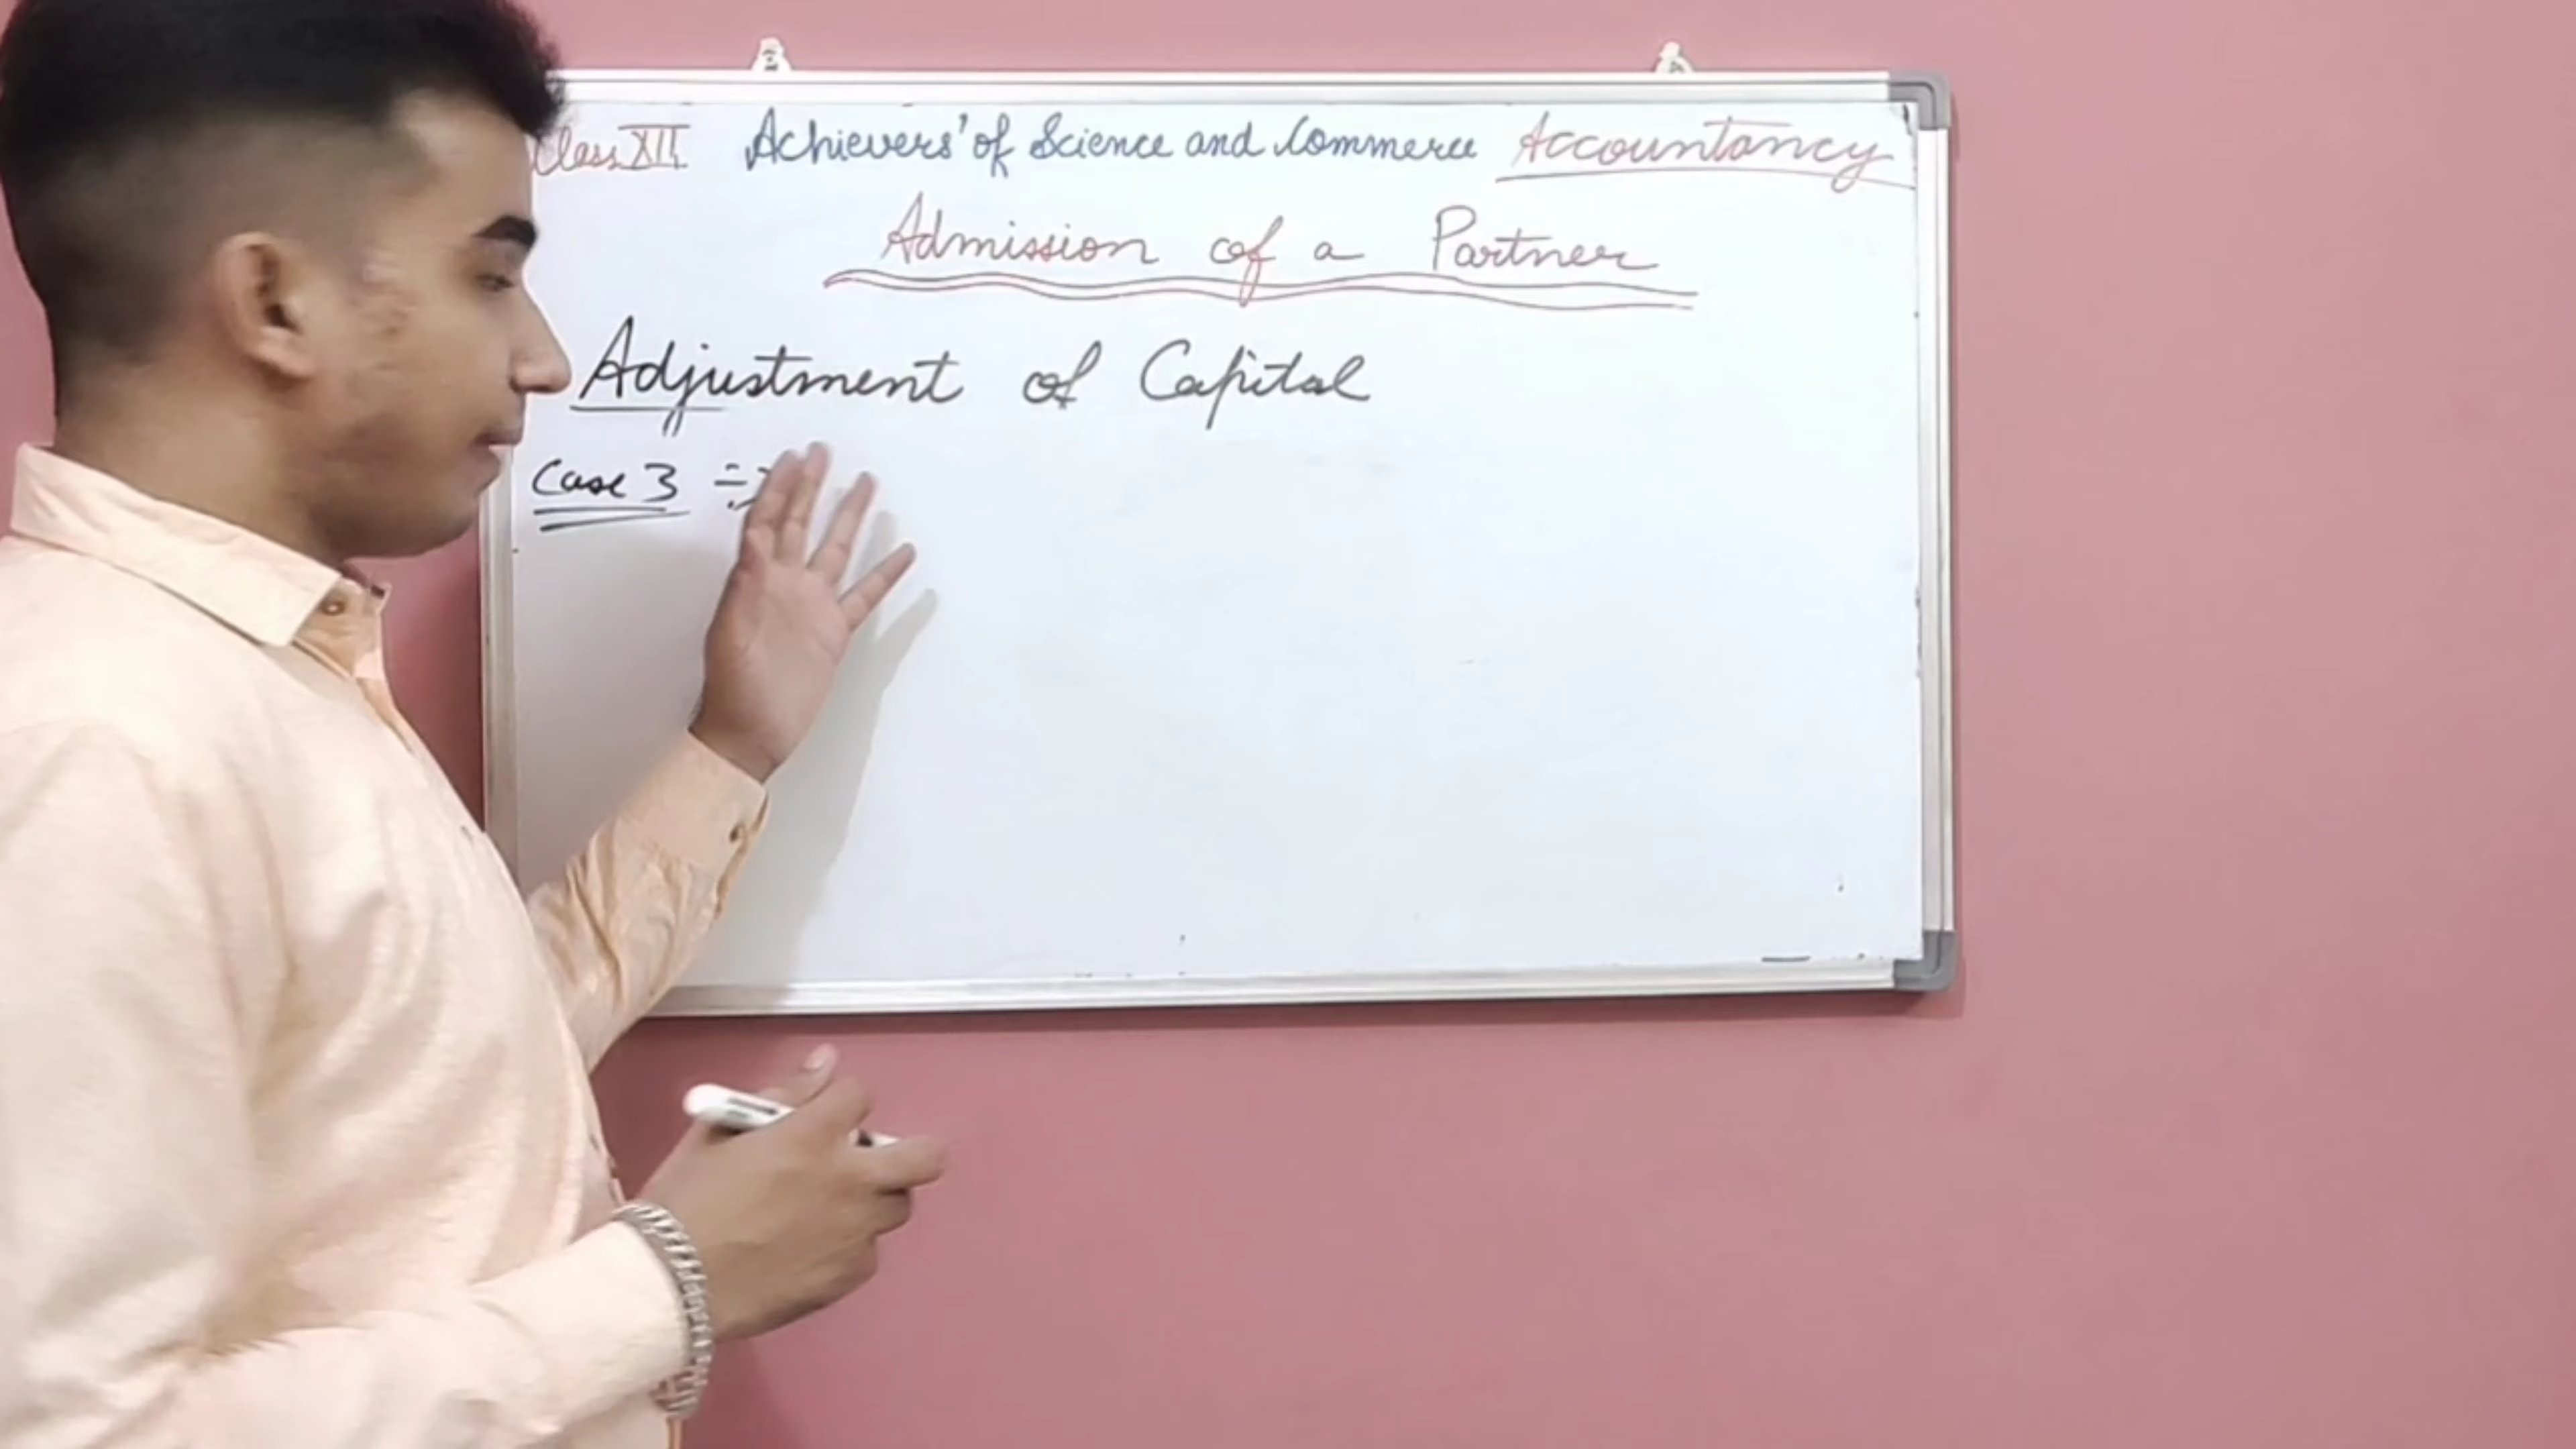 Class XII Achievers' of Science and Commerce Accountancy
Admission of a Partner
Adjustment of Capital
Case 3 ÷